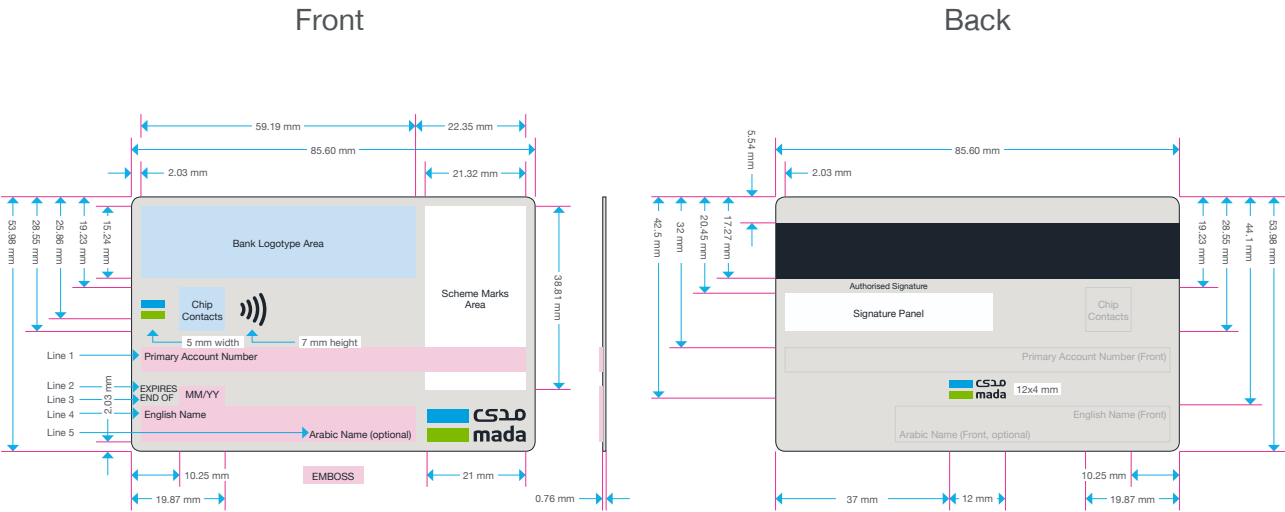 Front
Back
59.19 mm
22.35 mm
85.60 mm
2.03 mm
21.32 mm
53.98 mm
28.55 mm
25.86 mm
19.23 mm
15.24 mm
Bank Logotype Area
Scheme Marks
Area
38.81 mm
Chip
Contacts
5 mm width
7 mm height
Line 1
Primary Account Number
Line 2
EXPIRES
Line 3
END OF
MM/YY
Line 4
English Name
Line 5
Arabic Name (optional)
2.03 mm
مدى
mada
10.25 mm
EMBOSS
21 mm
19.87 mm
0.76 mm
5.54 mm
85.60 mm
2.03 mm
42.5 mm
32 mm
20.45 mm
17.27 mm
19.23 mm
28.55 mm
44.1 mm
53.98 mm
Authorised Signature
Signature Panel
Chip
Contacts
Primary Account Number (Front)
مدى
mada
12x4 mm
English Name (Front)
Arabic Name (Front, optional)
10.25 mm
37 mm
12 mm
19.87 mm